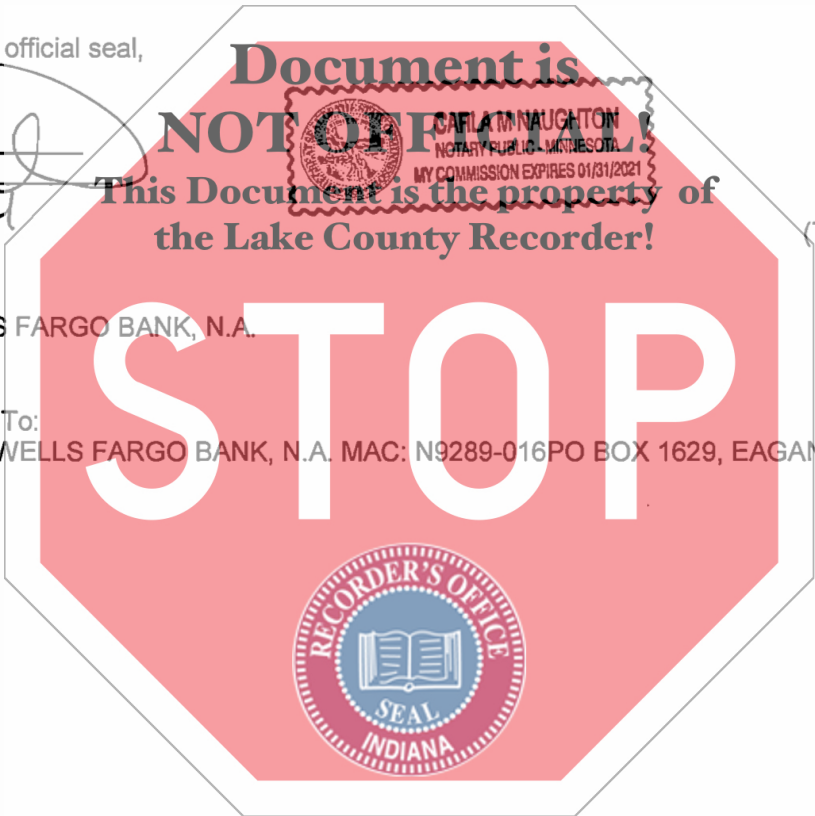 official seal,
Document is
NOT OFFICIAL!
CARLA M NAUGHTON
NOTARY PUBLIC - MINNESOTA
MY COMMISSION EXPIRES 01/31/2021
This Document is the property of
the Lake County Recorder!
S FARGO BANK, N.A.
STOP
To:
WELLS FARGO BANK, N.A. MAC: N9289-016PO BOX 1629, EAGAN
RECORDER'S OFFICE
SEAL
INDIANA